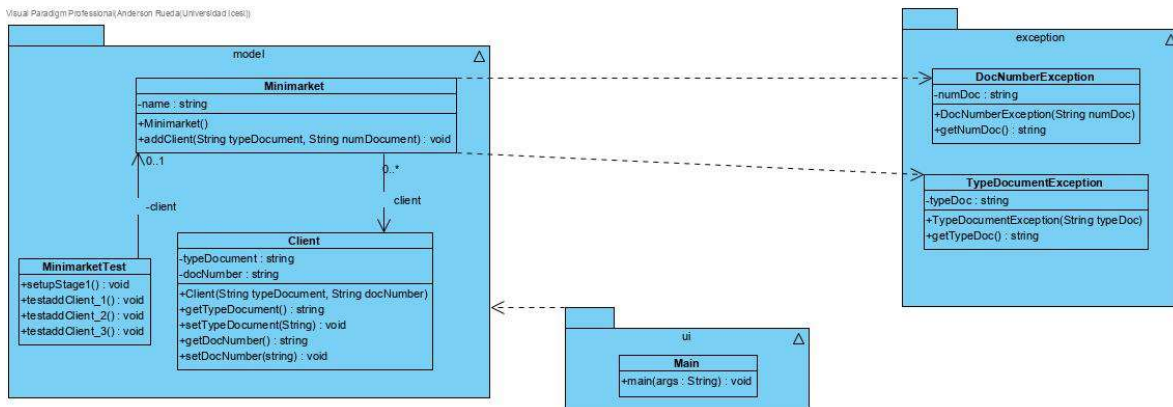 Visual Paradigm Professional(Anderson Rueda(Universidad Icesi))
model
Minimarket
-name : string
+Minimarket()
+addClient(String typeDocument, String numDocument) : void
0..1
0..*
-client
client
MinimarketTest
+setupStage1() : void
+testaddClient_1() : void
+testaddClient_2() : void
+testaddClient_3() : void
Client
-typeDocument : string
-docNumber : string
+Client(String typeDocument, String docNumber)
+getTypeDocument() : string
+setTypeDocument(String) : void
+getDocNumber() : string
+setDocNumber(string) : void
exception
DocNumberException
-numDoc : string
+DocNumberException(String numDoc)
+getNumDoc() : string
TypeDocumentException
-typeDoc : string
+TypeDocumentException(String typeDoc)
+getTypeDoc() : string
ui
Main
+main(args : String) : void